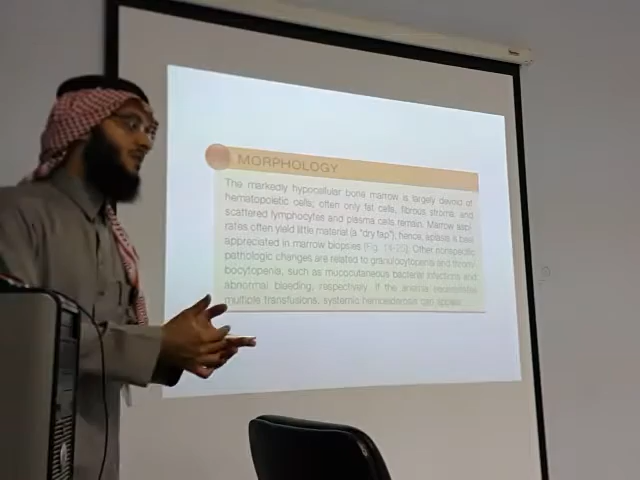 MORPHOLOGY
The markedly hypocellular bone marrow is largely devoid of
hematopoietic cells; often only fat cells, fibrous stroma, and
scattered lymphocytes and plasma cells remain. Marrow aspi-
rates often yield little material (a "dry tap"); hence, aplasia is best
appreciated in marrow biopsies (Fig. Other nonspecific
pathologic changes are related to granulocytopenia and throm-
bocytopenia, such as mucocutaneous bacterial infections and
abnormal bleeding, respectively. If the anemia necessitates
multiple transfusions, systemic hemosiderosis can appear.